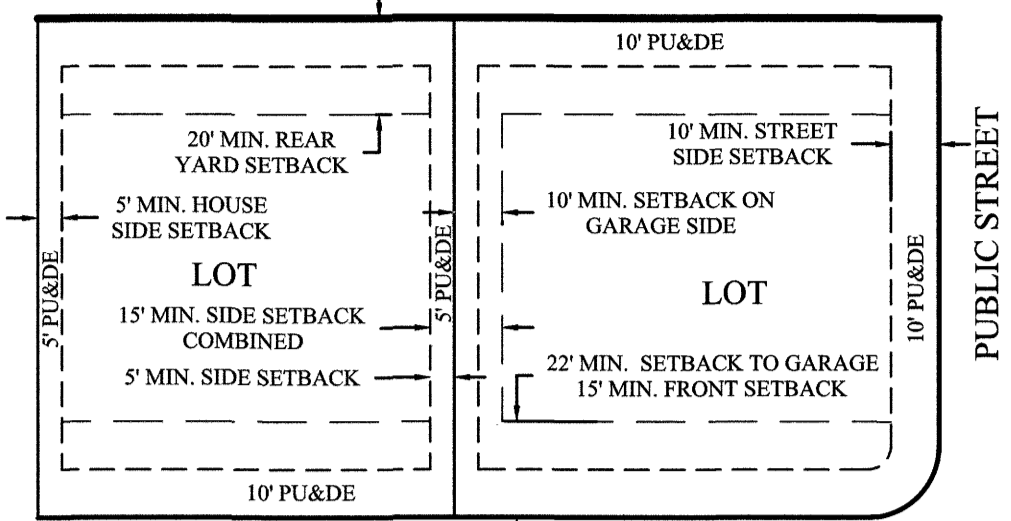 10' PU&DE
20' MIN. REAR
YARD SETBACK
10' MIN. STREET
SIDE SETBACK
5' MIN. HOUSE
SIDE SETBACK
10' MIN. SETBACK ON
GARAGE SIDE
5' PU&DE
LOT
5' PU&DE
LOT
10' PU&DE
PUBLIC STREET
15' MIN. SIDE SETBACK
COMBINED
5' MIN. SIDE SETBACK
22' MIN. SETBACK TO GARAGE
15' MIN. FRONT SETBACK
10' PU&DE